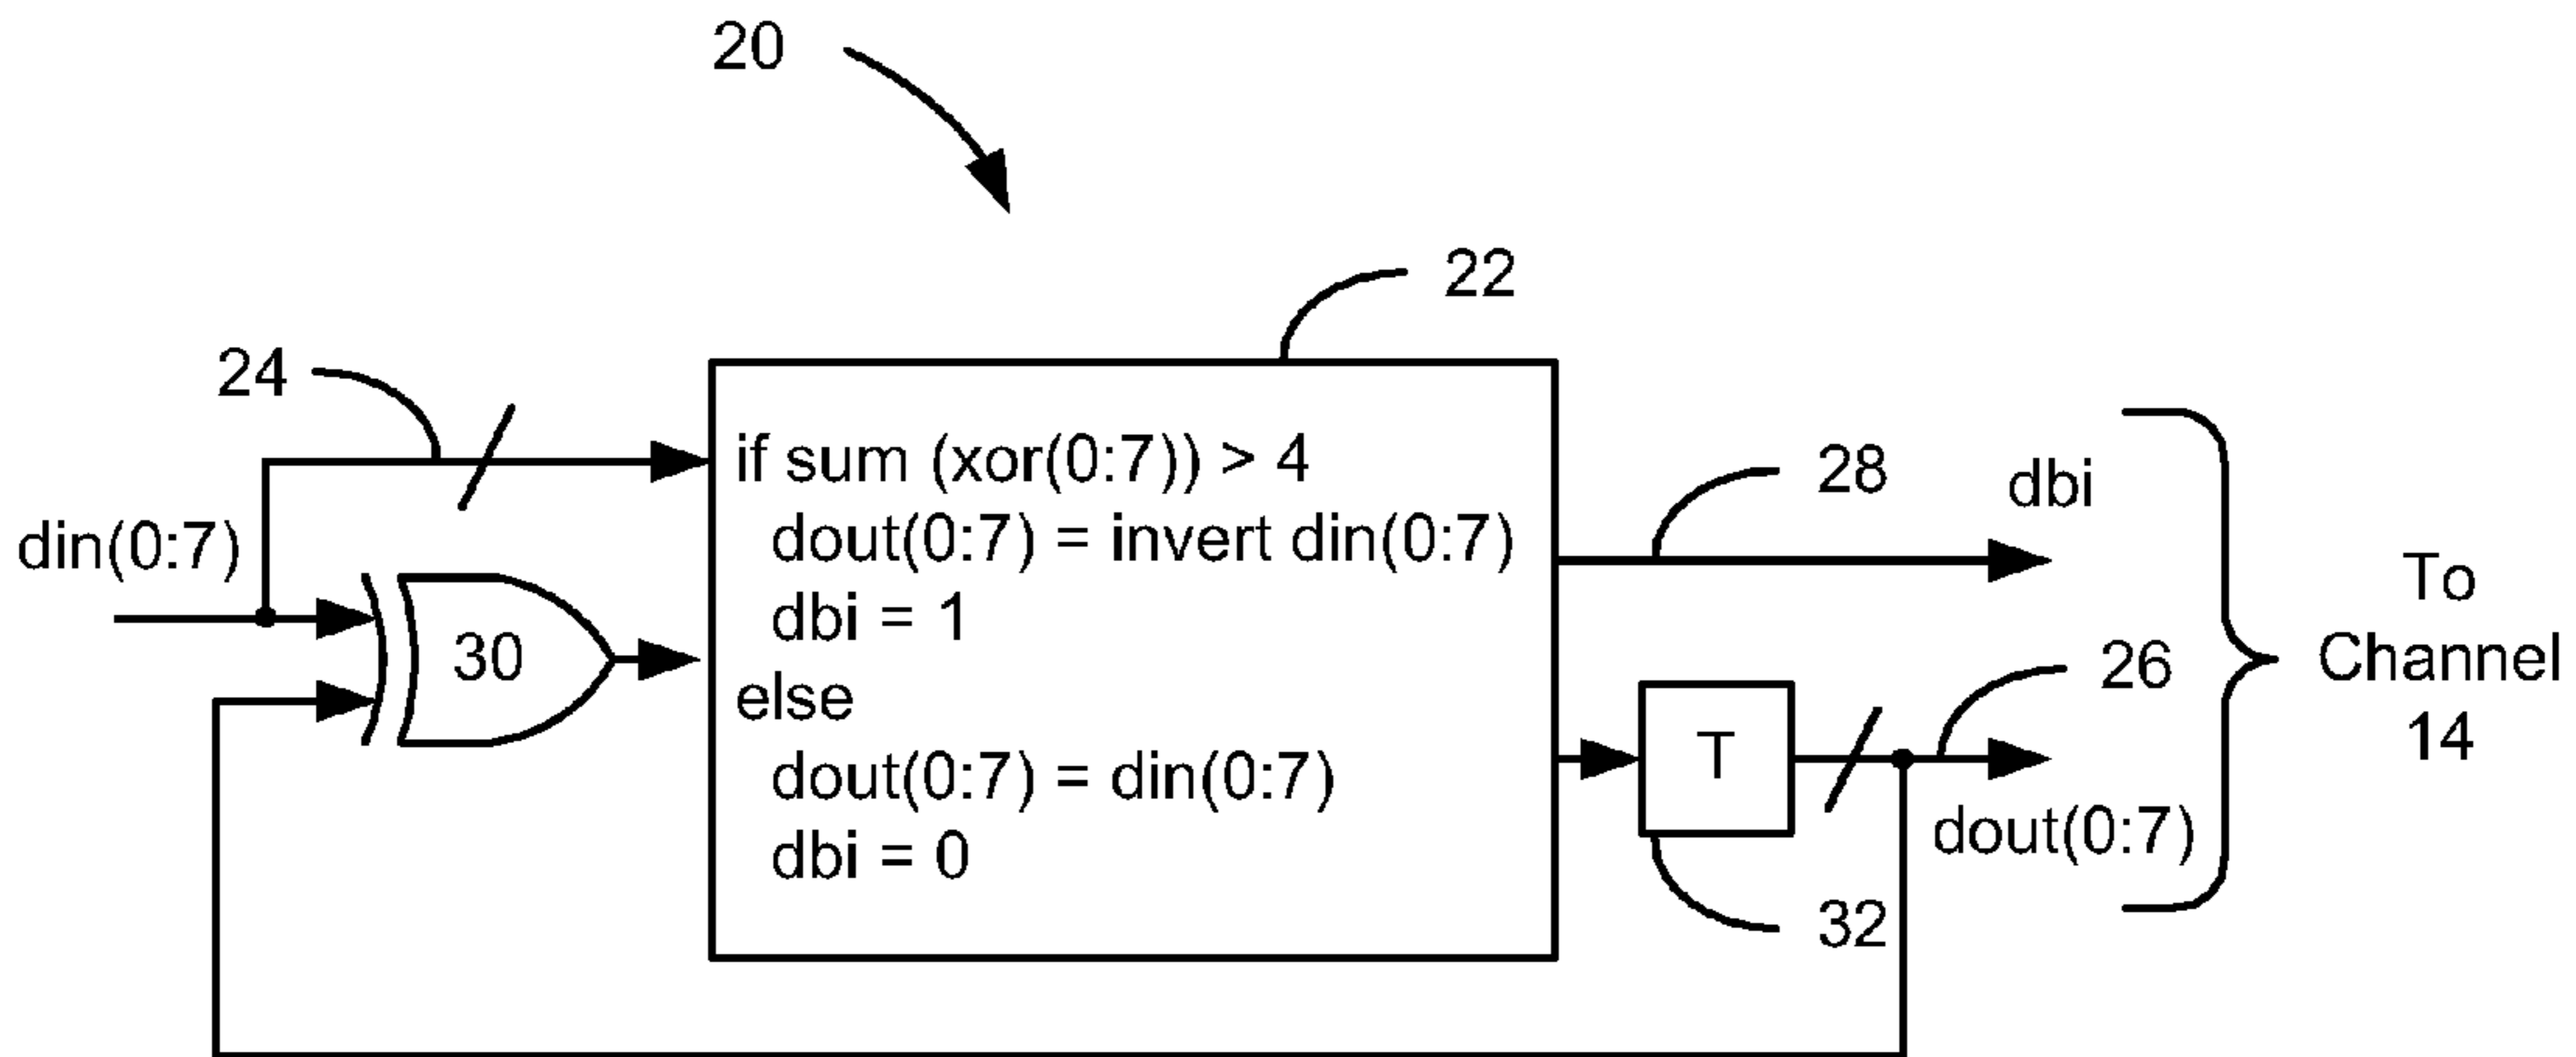 20
22
24
din(0:7)
30
if sum (xor(0:7)) > 4
dout(0:7) = invert din(0:7)
dbi = 1
else
dout(0:7) = din(0:7)
dbi = 0
28
dbi
T
26
dout(0:7)
32
To
Channel
14